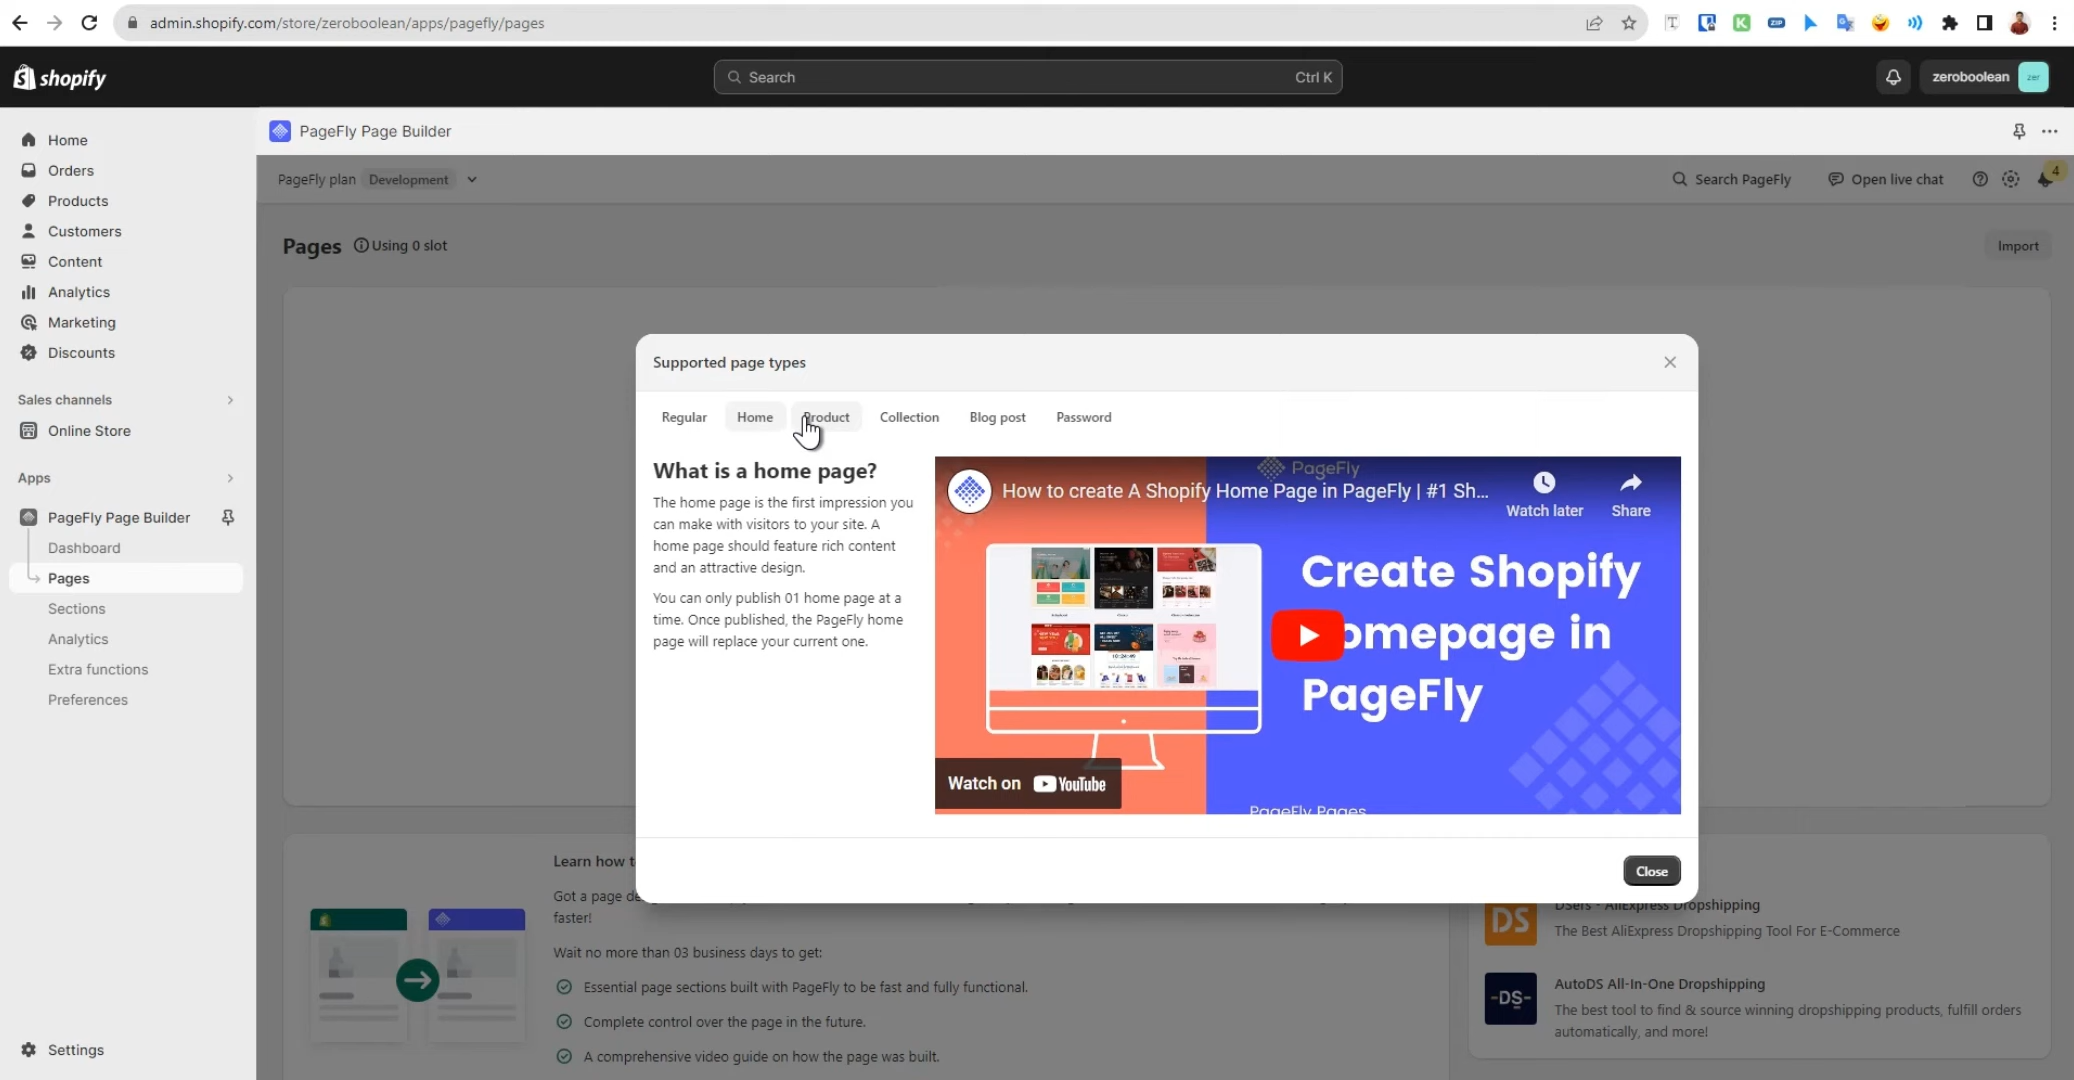 admin.shopify.com/store/zeroboolean/apps/pagefly/pages
shopify
Search
Ctrl K
zeroboolean
zer
Home
Orders
Products
Customers
Content
Analytics
Marketing
Discounts
Sales channels
Online Store
Apps
PageFly Page Builder
Dashboard
Pages
Sections
Analytics
Extra functions
Preferences
Settings
PageFly Page Builder
PageFly plan Development
Search PageFly
Open live chat
4
Pages Using 0 slot
Import
Supported page types
Regular
Home
Product
Collection
Blog post
Password
What is a home page?
The home page is the first impression you
can make with visitors to your site. A
home page should feature rich content
and an attractive design.
You can only publish 01 home page at a
time. Once published, the PageFly home
page will replace your current one.
PageFly
How to create A Shopify Home Page in PageFly | #1 Sh...
Watch later
Share
Create Shopify
omepage in
PageFly
Watch on YouTube
PageFly Pages
Close
Learn how
Got a page
faster!
Wait no more than 03 business days to get:
Essential page sections built with PageFly to be fast and fully functional.
Complete control over the page in the future.
A comprehensive video guide on how the page was built.
DS
DSers - AliExpress Dropshipping
The Best AliExpress Dropshipping Tool For E-Commerce
-DS-
AutoDS All-In-One Dropshipping
The best tool to find & source winning dropshipping products, fulfill orders
automatically, and more!